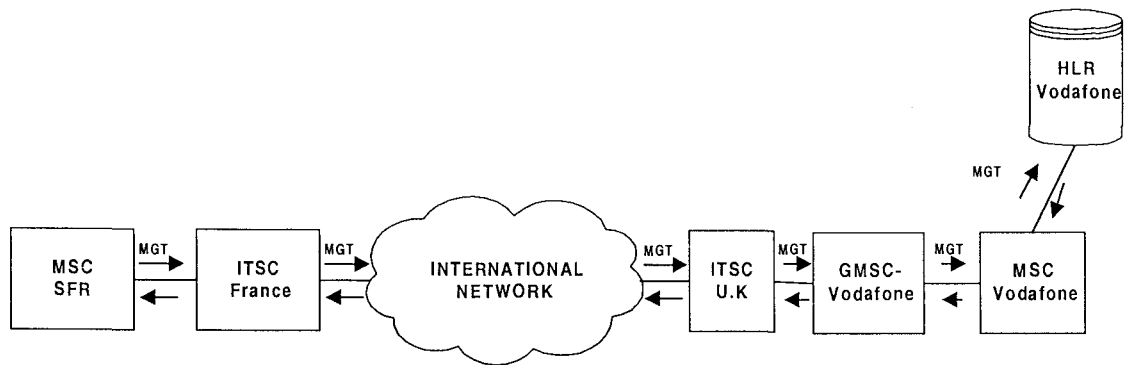 HLR
Vodafone
MGT
MGT
MGT
MGT
MGT
MGT
MSC
SFR
ITSC
France
INTERNATIONAL
NETWORK
ITSC
U.K
GMSC-
Vodafone
MSC
Vodafone